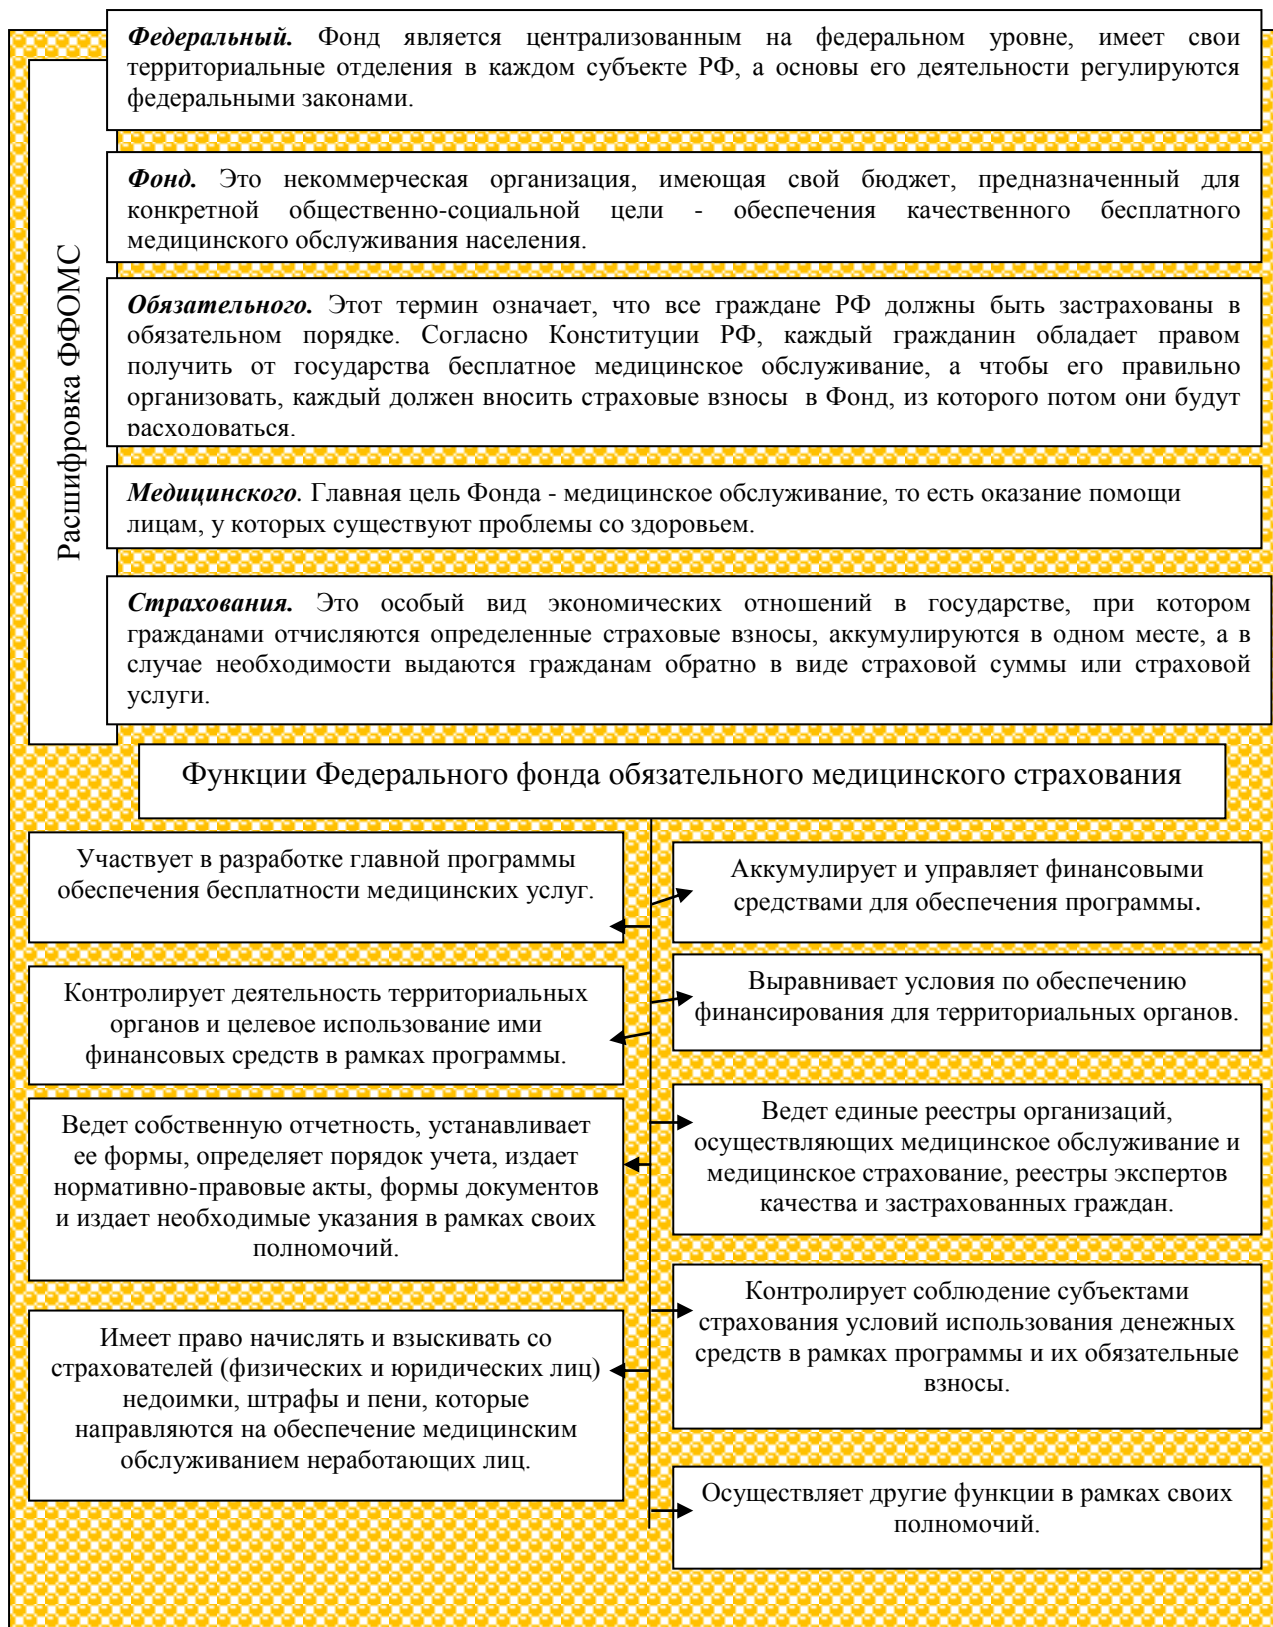 Расшифровка ФФОМС
Федеральный. Фонд является централизованным на федеральном уровне, имеет свои
территориальные отделения в каждом субъекте РФ, а основы его деятельности регулируются
федеральными законами.
Фонд. Это некоммерческая организация, имеющая свой бюджет, предназначенный для
конкретной общественно-социальной цели - обеспечения качественного бесплатного
медицинского обслуживания населения.
Обязательного. Этот термин означает, что все граждане РФ должны быть застрахованы в
обязательном порядке. Согласно Конституции РФ, каждый гражданин обладает правом
получить от государства бесплатное медицинское обслуживание, а чтобы его правильно
организовать, каждый должен вносить страховые взносы в Фонд, из которого потом они будут
расходоваться.
Медицинского. Главная цель Фонда - медицинское обслуживание, то есть оказание помощи
лицам, у которых существуют проблемы со здоровьем.
Страхования. Это особый вид экономических отношений в государстве, при котором
гражданами отчисляются определенные страховые взносы, аккумулируются в одном месте, а в
случае необходимости выдаются гражданам обратно в виде страховой суммы или страховой
услуги.
Функции Федерального фонда обязательного медицинского страхования
Участвует в разработке главной программы
обеспечения бесплатности медицинских услуг.
Аккумулирует и управляет финансовыми
средствами для обеспечения программы.
Контролирует деятельность территориальных
органов и целевое использование ими
финансовых средств в рамках программы.
Выравнивает условия по обеспечению
финансирования для территориальных органов.
Ведет собственную отчетность, устанавливает
ее формы, определяет порядок учета, издает
нормативно-правовые акты, формы документов
и издает необходимые указания в рамках своих
полномочий.
Ведет единые реестры организаций,
осуществляющих медицинское обслуживание и
медицинское страхование, реестры экспертов
качества и застрахованных граждан.
Имеет право начислять и взыскивать со
страхователей (физических и юридических лиц)
недоимки, штрафы и пени, которые
направляются на обеспечение медицинским
обслуживанием неработающих лиц.
Контролирует соблюдение субъектами
страхования условий использования денежных
средств в рамках программы и их обязательные
взносы.
Осуществляет другие функции в рамках своих
полномочий.